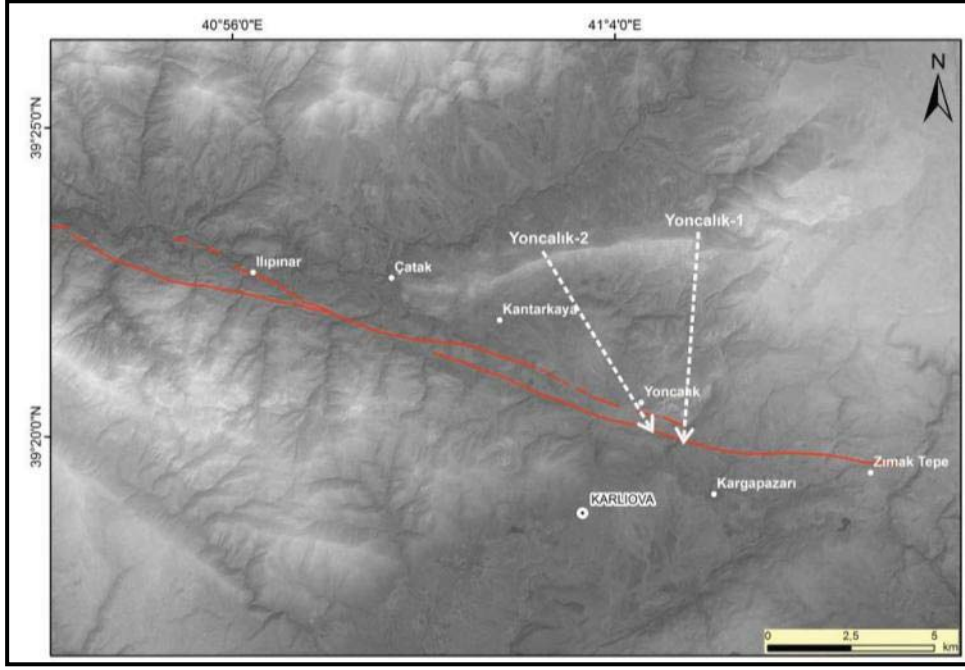 40°56'0"E
41°4'0"E
N
39°25'0"N
Yoncalık-1
Yoncalık-2
Ilıpınar
Çatak
Kantarkaya
Yoncalık
39°20'0"N
Zımak Tepe
Kargapazarı
KARLIOVA
0 2,5 5
km